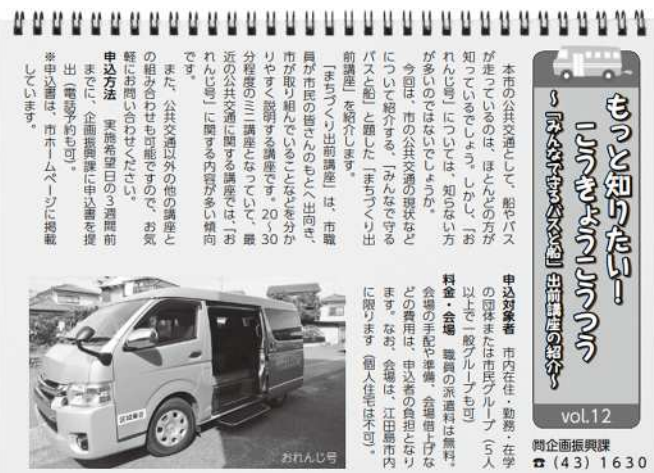 もっと知りたい！
こうきょうこうつう
～「みんなで守るバスと船」出前講座の紹介～
vol.12
問企画振興課
☎（43）1630
本市の公共交通として、船やバス
が走っているのは、ほとんどの方が
知っているでしょう。しかし、「お
れんじ号」については、知らない方
が多いのではないでしょうか。
今回は、市の公共交通の現状など
について紹介する、「みんなで守る
バスと船」と題した「まちづくり出
前講座」を紹介します。
「まちづくり出前講座」は、市職
員が市民の皆さんのもとへ出向き、
市が取り組んでいることなどを分か
りやすく説明する講座です。20～30
分程度のミニ講座となっていて、最
近の公共交通に関する講座では、「お
れんじ号」に関する内容が多い傾向
です。
また、公共交通以外の他の講座と
の組み合わせも可能ですので、お気
軽にお問い合わせください。
申込方法　実施希望日の3週間前
までに、企画振興課に申込書を提
出（電話予約も可）。
※申込書は、市ホームページに掲載
しています。
申込対象者　市内在住・勤務・在学
の団体または市民グループ（5人
以上で一般グループも可）
料金・会場　職員の派遣料は無料。
会場の手配や準備、会場借上げな
どの費用は、申込者の負担となり
ます。なお、会場は、江田島市内
に限ります（個人住宅は不可）。
おれんじ号